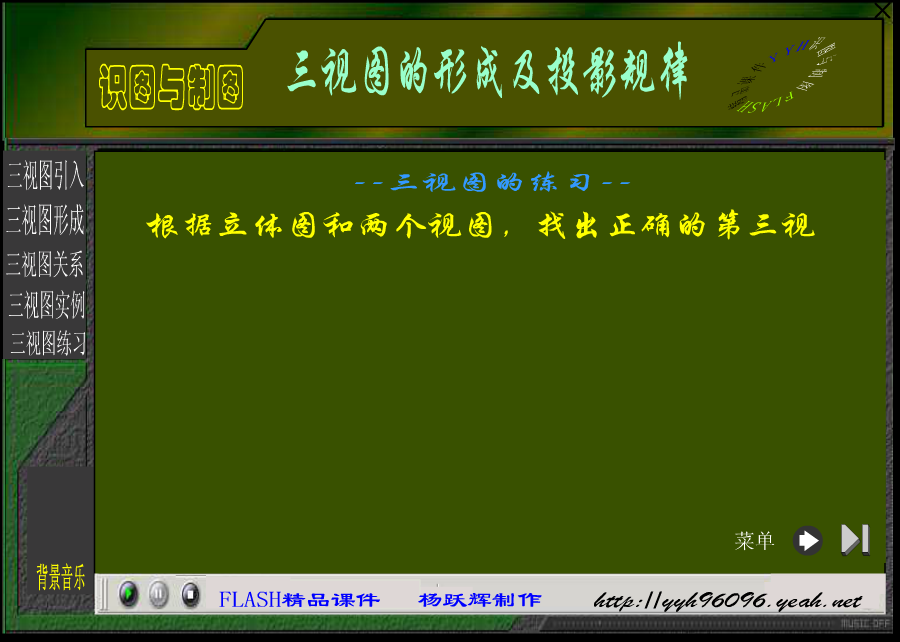 识图与制图
三视图的形成及投影规律
三视图引入
三视图形成
三视图关系
三视图实例
三视图练习
--三视图的练习--
根据立体图和两个视图，找出正确的第三视
菜单
背景音乐
FLASH精品课件 杨跃辉制作 http://yyh96096.yeah.net
MUSIC OFF